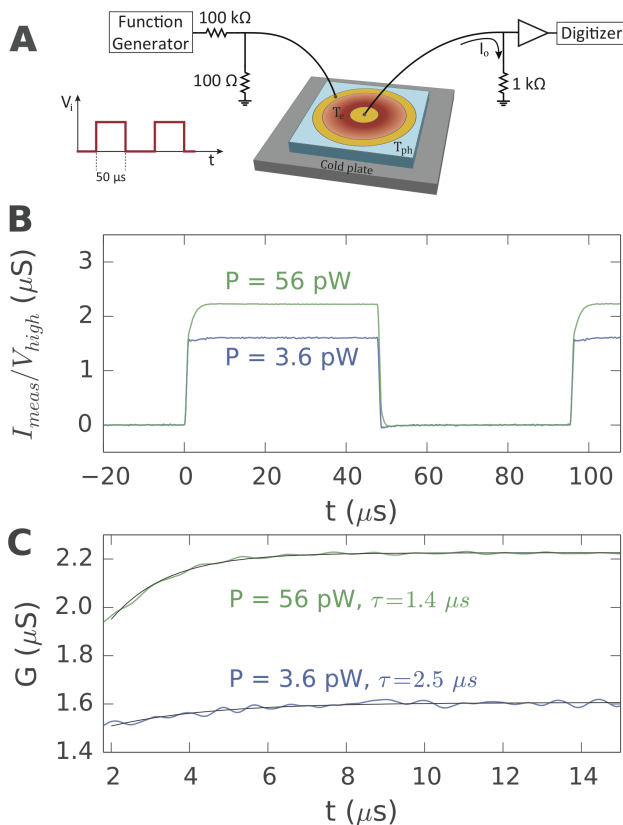 A
Function
Generator
100 kΩ
100 Ω
I₀
Digitizer
1 kΩ
Tₑ
Tₚₕ
Cold plate
Vᵢ
t
50 µs
B
I_meas/V_high (µS)
3
2
1
0
P = 56 pW
P = 3.6 pW
−20 0 20 40 60 80 100
t (µs)
C
G (µS)
2.2
2.0
1.8
1.6
1.4
P = 56 pW, τ=1.4 µs
P = 3.6 pW, τ=2.5 µs
2 4 6 8 10 12 14
t (µs)